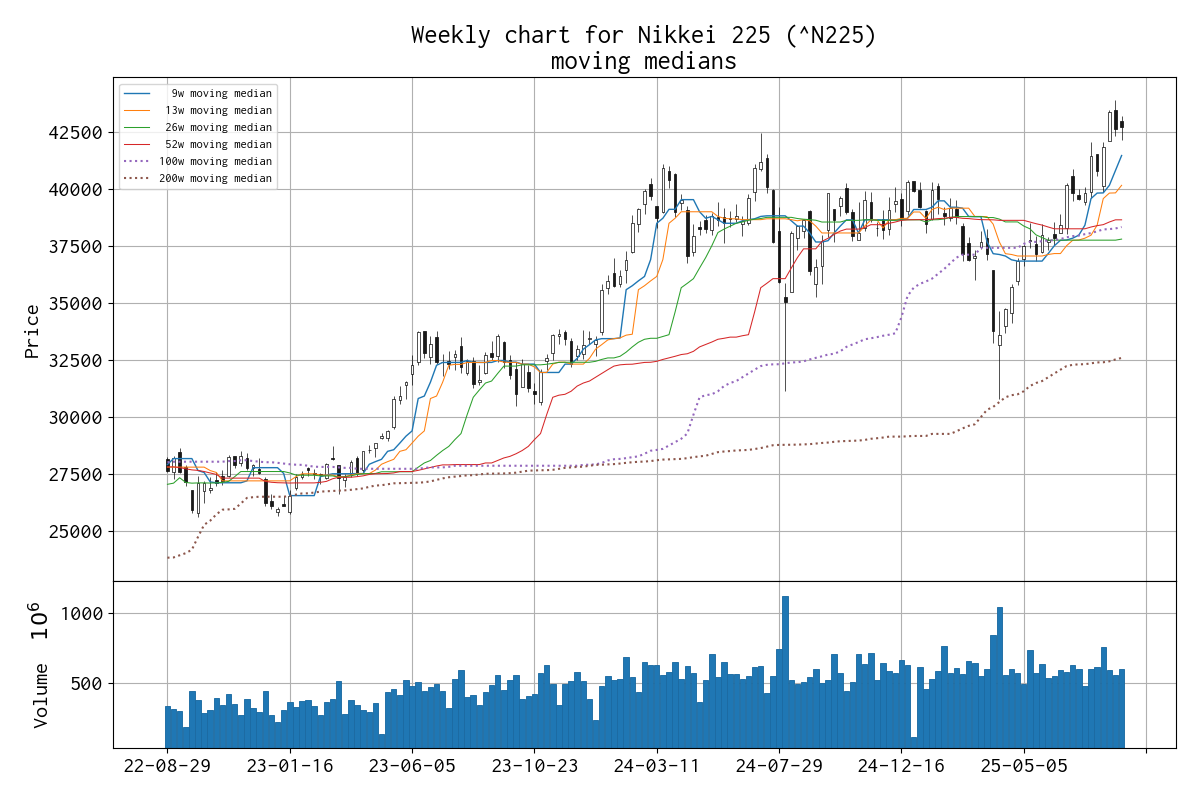 Weekly chart for Nikkei 225 (^N225)
moving medians
9w moving median
13w moving median
26w moving median
52w moving median
100w moving median
200w moving median
42500
40000
37500
35000
32500
30000
27500
25000
Price
1000
500
Volume 10^6
22-08-29 23-01-16 23-06-05 23-10-23 24-03-11 24-07-29 24-12-16 25-05-05